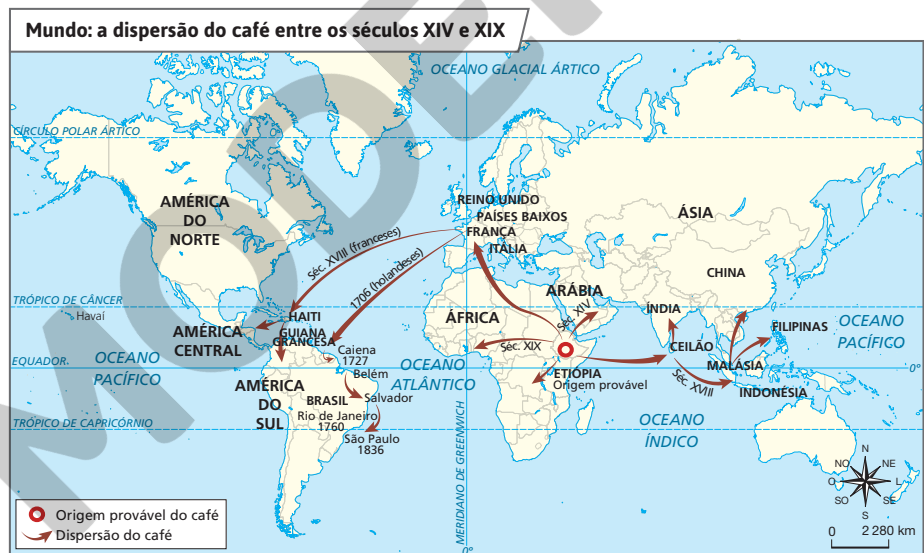 Mundo: a dispersão do café entre os séculos XIV e XIX
OCEANO GLACIAL ÁRTICO
CÍRCULO POLAR ÁRTICO
AMÉRICA
DO
NORTE
REINO UNIDO
PAÍSES BAIXOS
FRANÇA
ITÁLIA
ÁSIA
CHINA
Séc. XVIII (franceses)
1706 (holandeses)
TRÓPICO DE CÂNCER
Havaí
HAITI
GUIANA
FRANCESA
AMÉRICA
CENTRAL
ÁFRICA
ARÁBIA
Séc. XIV
Séc. XIX
ÍNDIA
CEILÃO
FILIPINAS
OCEANO
PACÍFICO
MALÁSIA
Séc. XVII
INDONÉSIA
EQUADOR
0°
OCEANO
PACÍFICO
Caiena
1727
Belém
OCEANO
ATLÂNTICO
ETIÓPIA
Origem provável
AMÉRICA
DO
SUL
BRASIL
Salvador
Rio de Janeiro
1760
São Paulo
1836
TRÓPICO DE CAPRICÓRNIO
OCEANO
ÍNDICO
MERIDIANO DE GREENWICH
0°
N
NO
NE
O
L
SO
SE
S
0 2 280 km
Origem provável do café
Dispersão do café
MODE